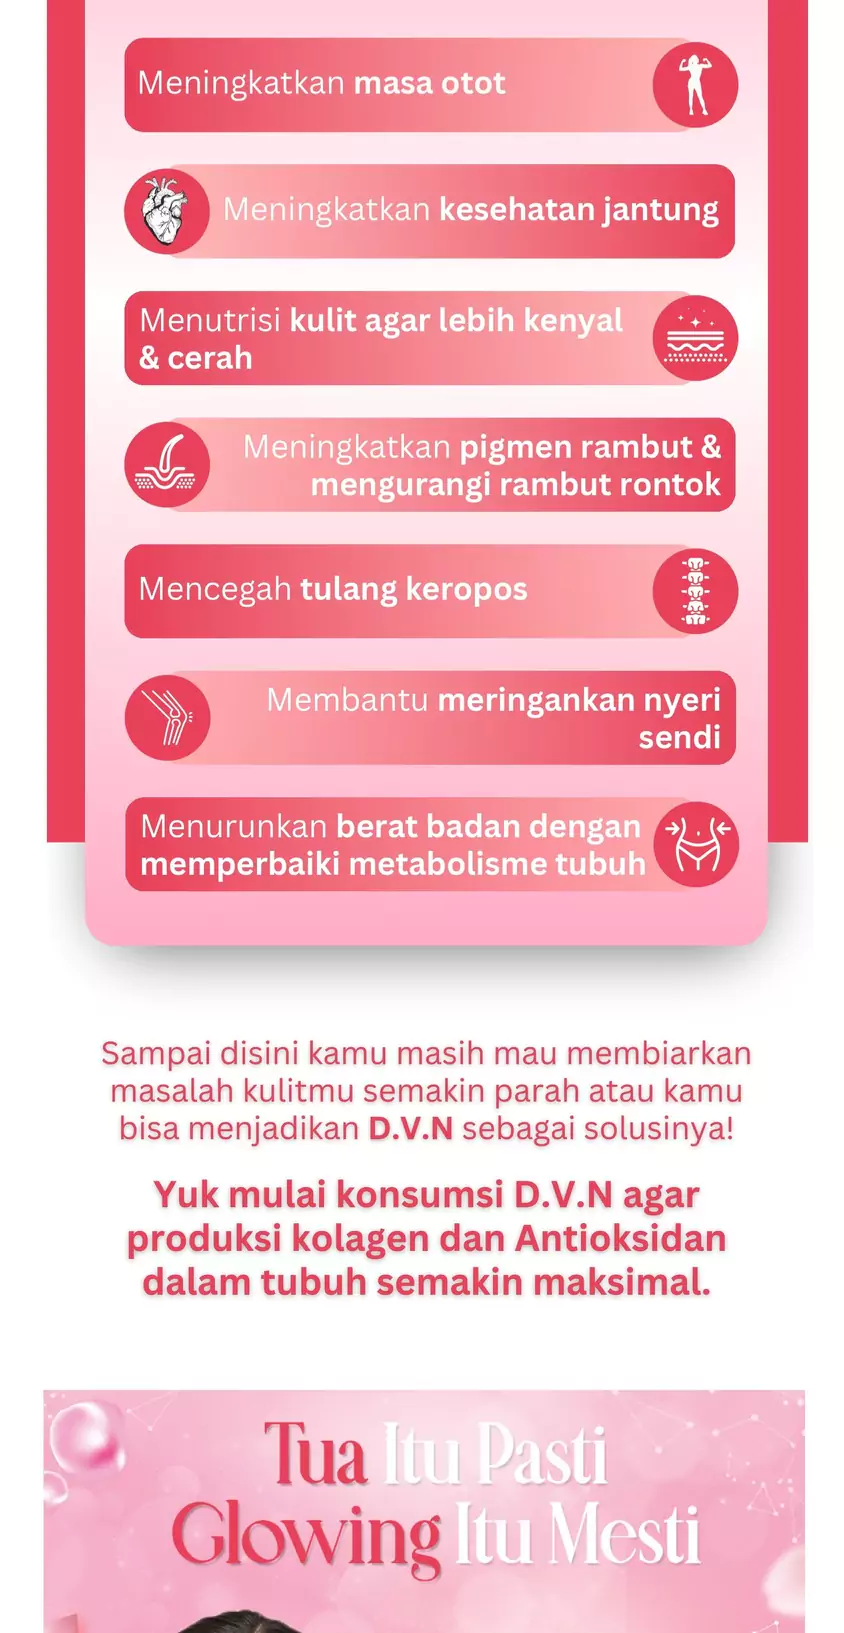 Meningkatkan masa otot
Meningkatkan kesehatan jantung
Menutrisi kulit agar lebih kenyal
& cerah
Meningkatkan pigmen rambut &
mengurangi rambut rontok
Mencegah tulang keropos
Membantu meringankan nyeri
sendi
Menurunkan berat badan dengan
memperbaiki metabolisme tubuh
Sampai disini kamu masih mau membiarkan
masalah kulitmu semakin parah atau kamu
bisa menjadikan D.V.N sebagai solusinya!
Yuk mulai konsumsi D.V.N agar
produksi kolagen dan Antioksidan
dalam tubuh semakin maksimal.
Tua Itu Pasti
Glowing Itu Mesti